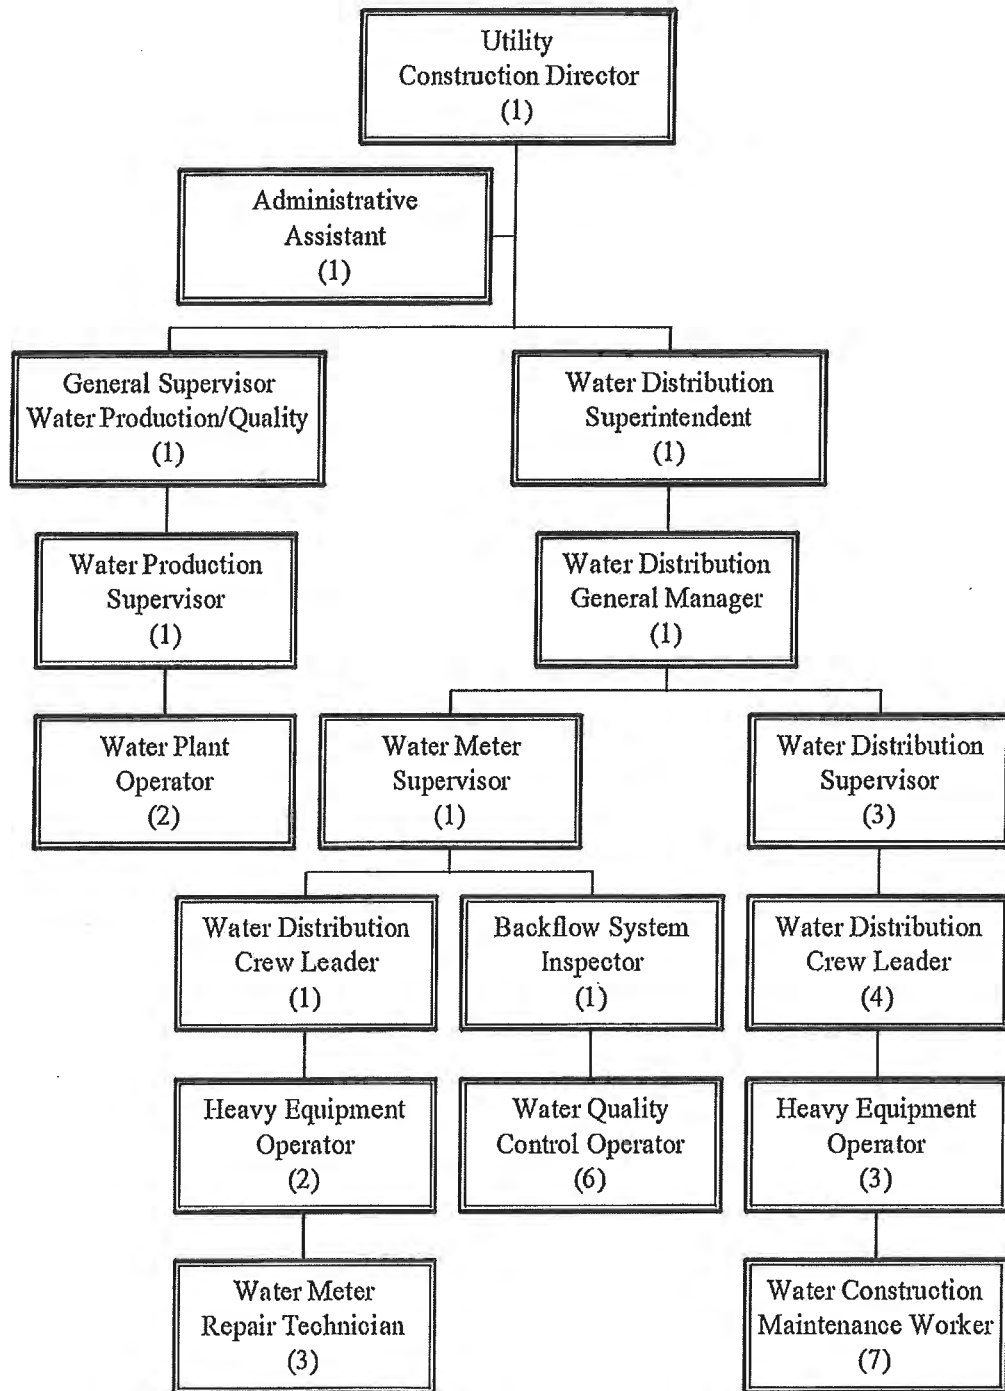 Utility
Construction Director
(1)
Administrative
Assistant
(1)
General Supervisor
Water Production/Quality
(1)
Water Distribution
Superintendent
(1)
Water Production
Supervisor
(1)
Water Distribution
General Manager
(1)
Water Plant
Operator
(2)
Water Meter
Supervisor
(1)
Water Distribution
Supervisor
(3)
Water Distribution
Crew Leader
(1)
Backflow System
Inspector
(1)
Water Distribution
Crew Leader
(4)
Heavy Equipment
Operator
(2)
Water Quality
Control Operator
(6)
Heavy Equipment
Operator
(3)
Water Meter
Repair Technician
(3)
Water Construction
Maintenance Worker
(7)